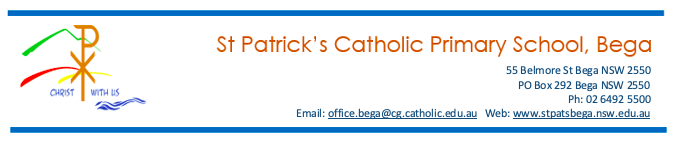 St Patrick's Catholic Primary School, Bega
55 Belmore St Bega NSW 2550
PO Box 292 Bega NSW 2550
Ph: 02 6492 5500
Email: office.bega@cg.catholic.edu.au Web: www.stpatsbega.nsw.edu.au
CHRIST WITH US